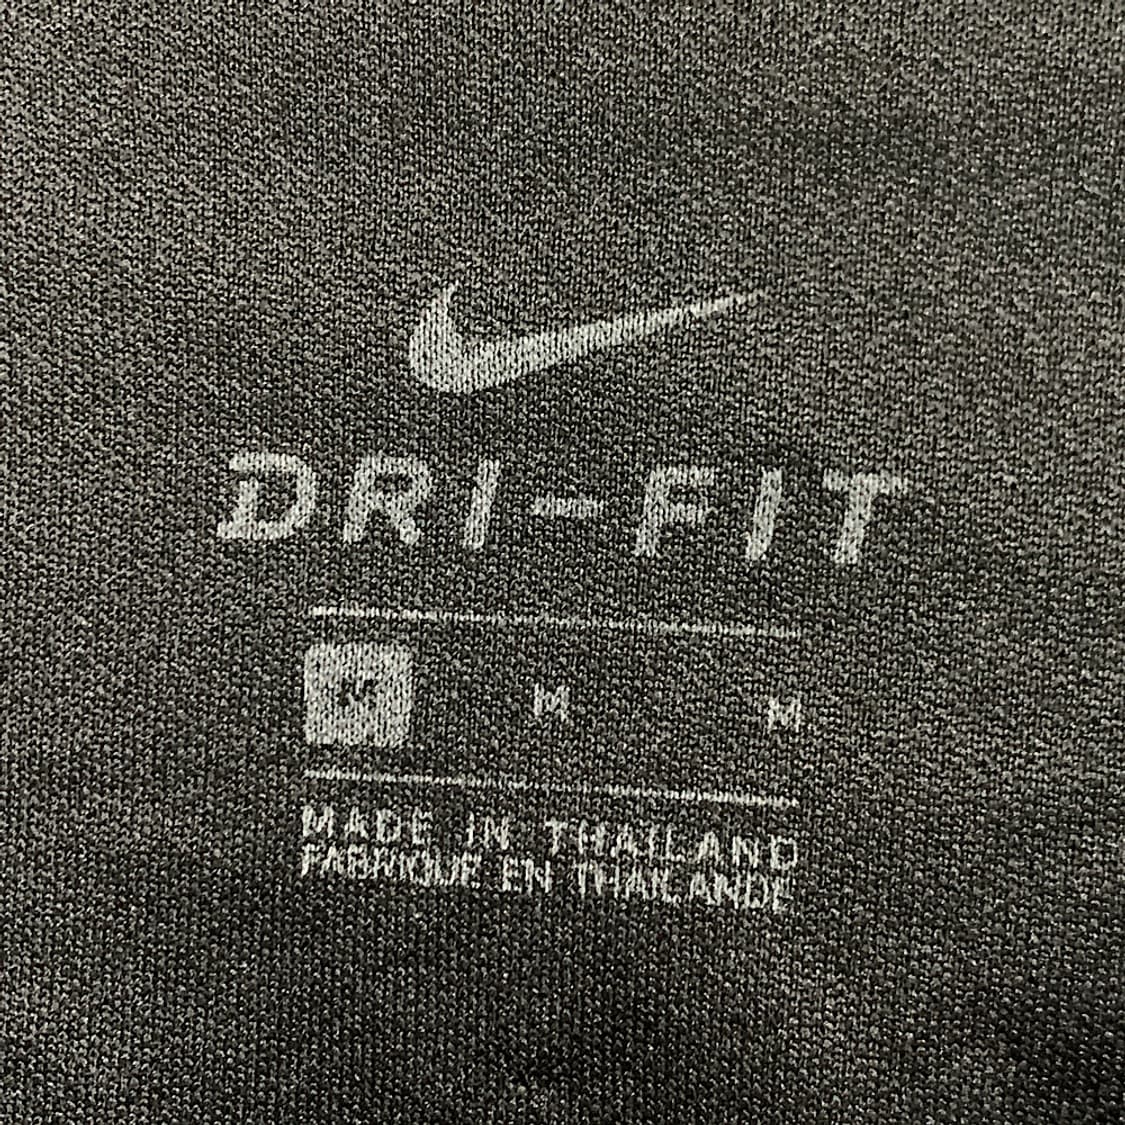 DRI-FIT
M M M
MADE IN THAILAND
FABRIQUE EN THAILANDE